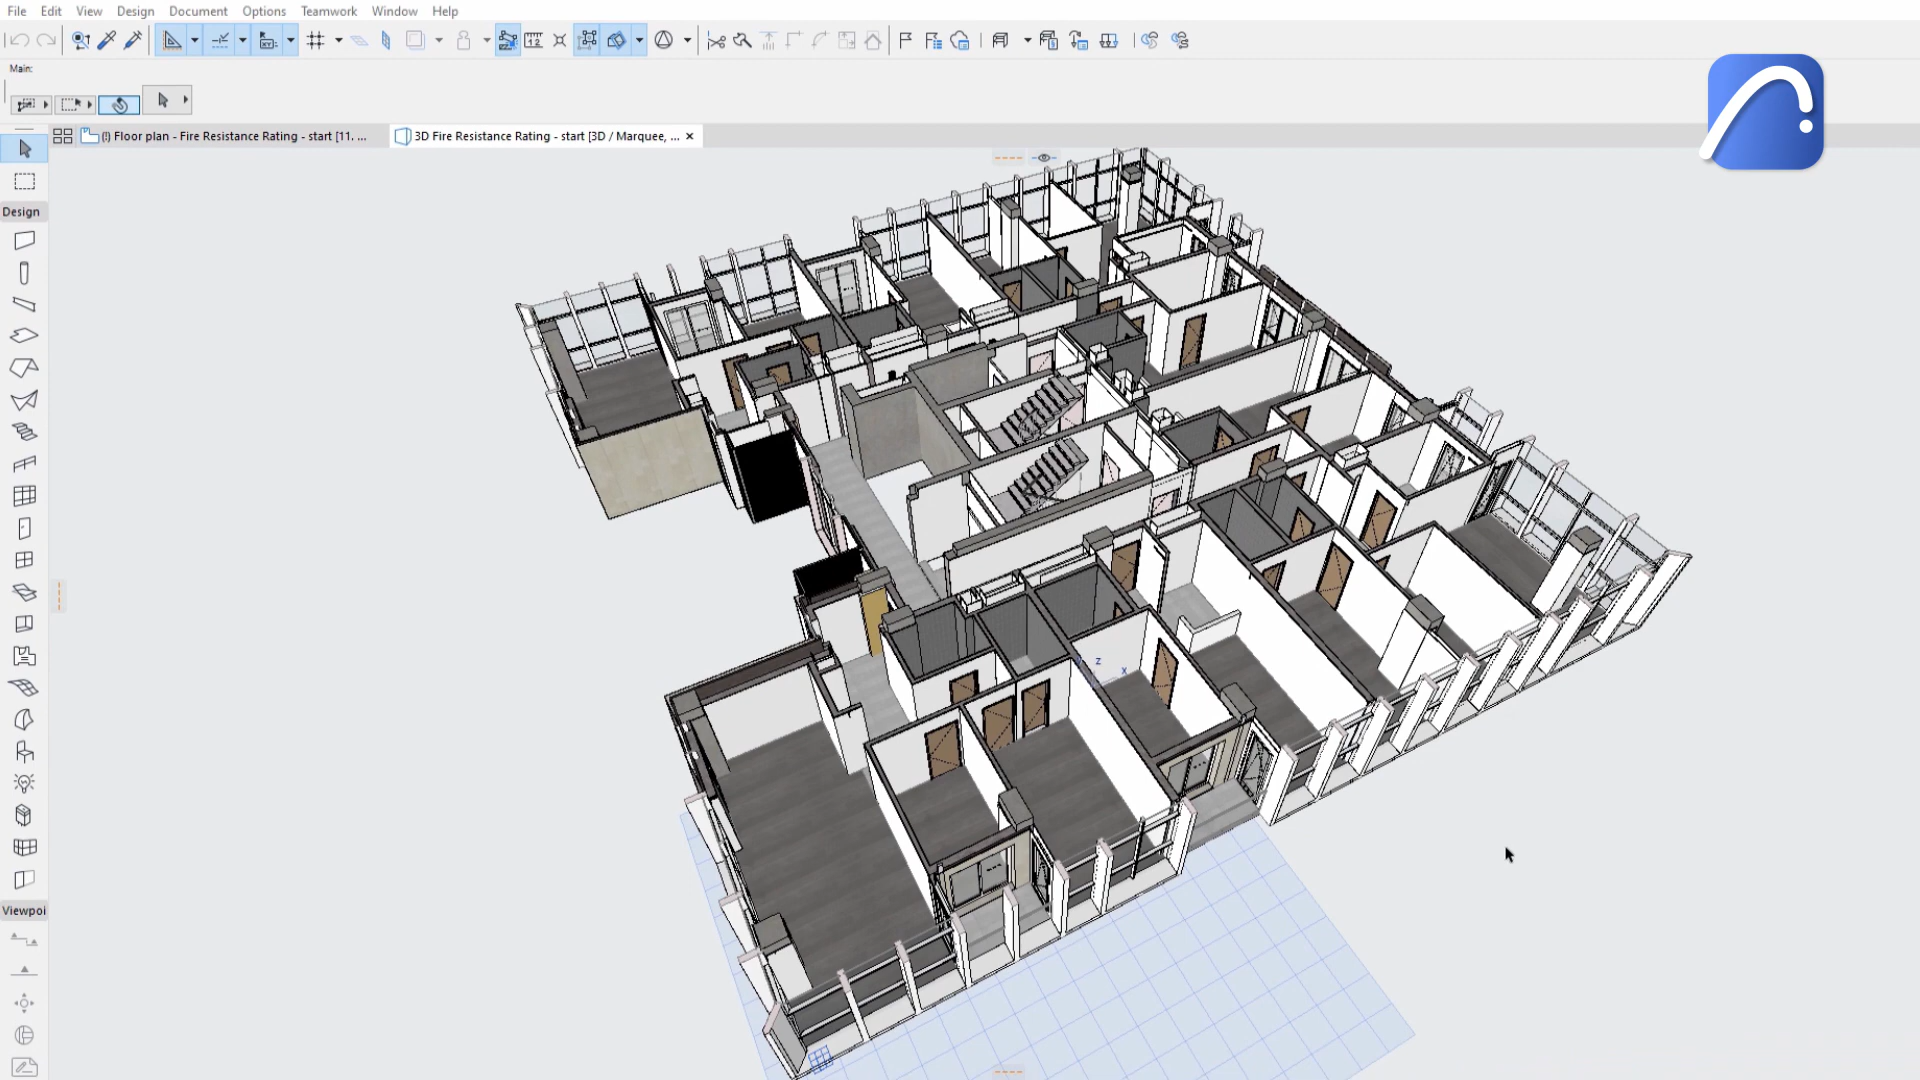 File Edit View Design Document Options Teamwork Window Help
Main:
(!) Floor plan - Fire Resistance Rating - start [11. ...
3D Fire Resistance Rating - start [3D / Marquee, ...
Design
z
x
Viewpoi